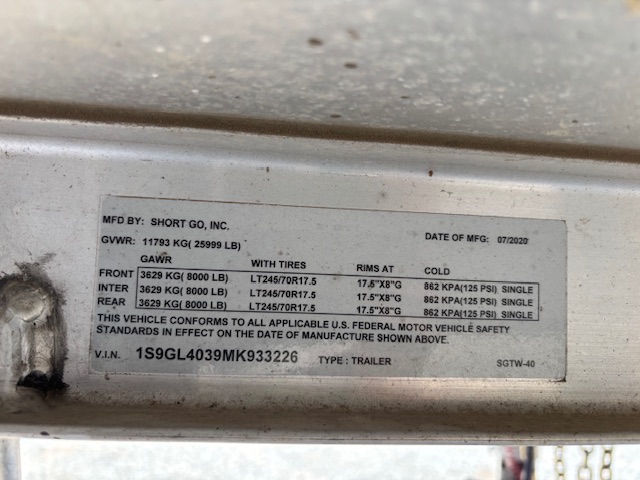 MFD BY: SHORT GO, INC.
DATE OF MFG: 07/2020
GVWR: 11793 KG( 25999 LB)
GAWR WITH TIRES RIMS AT COLD
FRONT 3629 KG( 8000 LB) LT245/70R17.5 17.5"X8"G 862 KPA(125 PSI) SINGLE
INTER 3629 KG( 8000 LB) LT245/70R17.5 17.5"X8"G 862 KPA(125 PSI) SINGLE
REAR 3629 KG( 8000 LB) LT245/70R17.5 17.5"X8"G 862 KPA(125 PSI) SINGLE
THIS VEHICLE CONFORMS TO ALL APPLICABLE U.S. FEDERAL MOTOR VEHICLE SAFETY
STANDARDS IN EFFECT ON THE DATE OF MANUFACTURE SHOWN ABOVE.
V.I.N. 1S9GL4039MK933226 TYPE : TRAILER SGTW-40